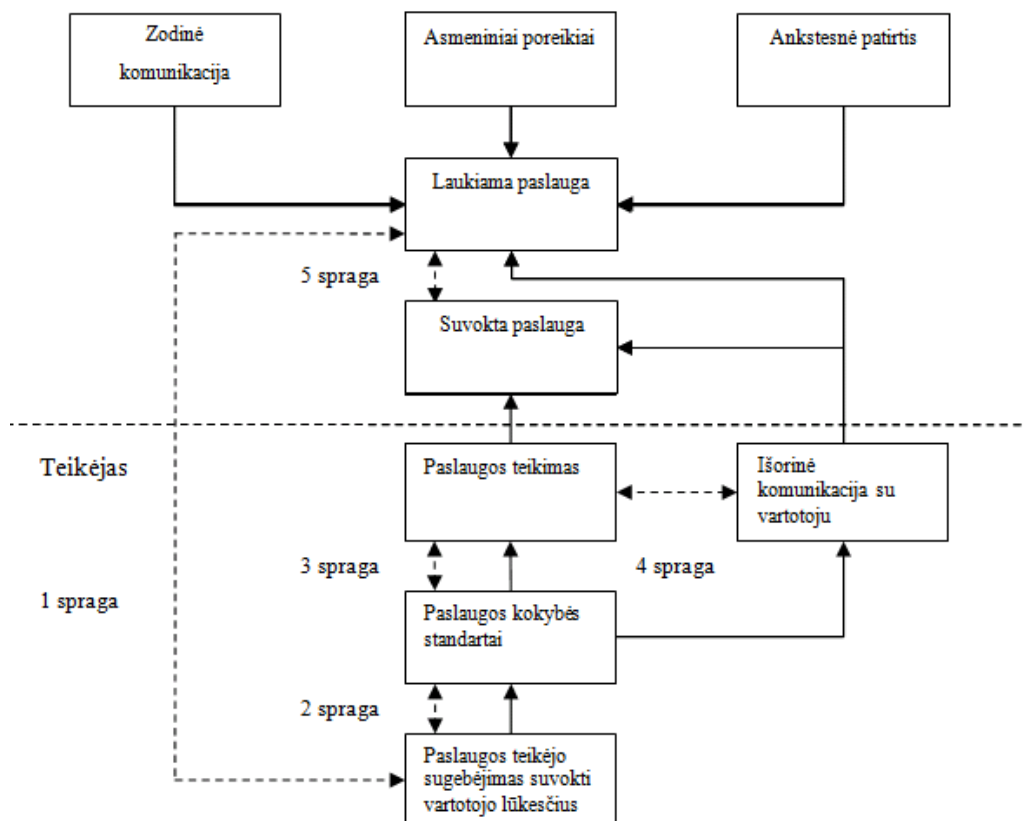 Zodinė
komunikacija
Asmeniniai poreikiai
Ankstesnė patirtis
Laukiama paslauga
5 spraga
Suvokta paslauga
Teikėjas
Paslaugos teikimas
Išorinė
komunikacija su
vartotoju
3 spraga
4 spraga
1 spraga
Paslaugos kokybės
standartai
2 spraga
Paslaugos teikėjo
sugebėjimas suvokti
vartotojo lūkesčius